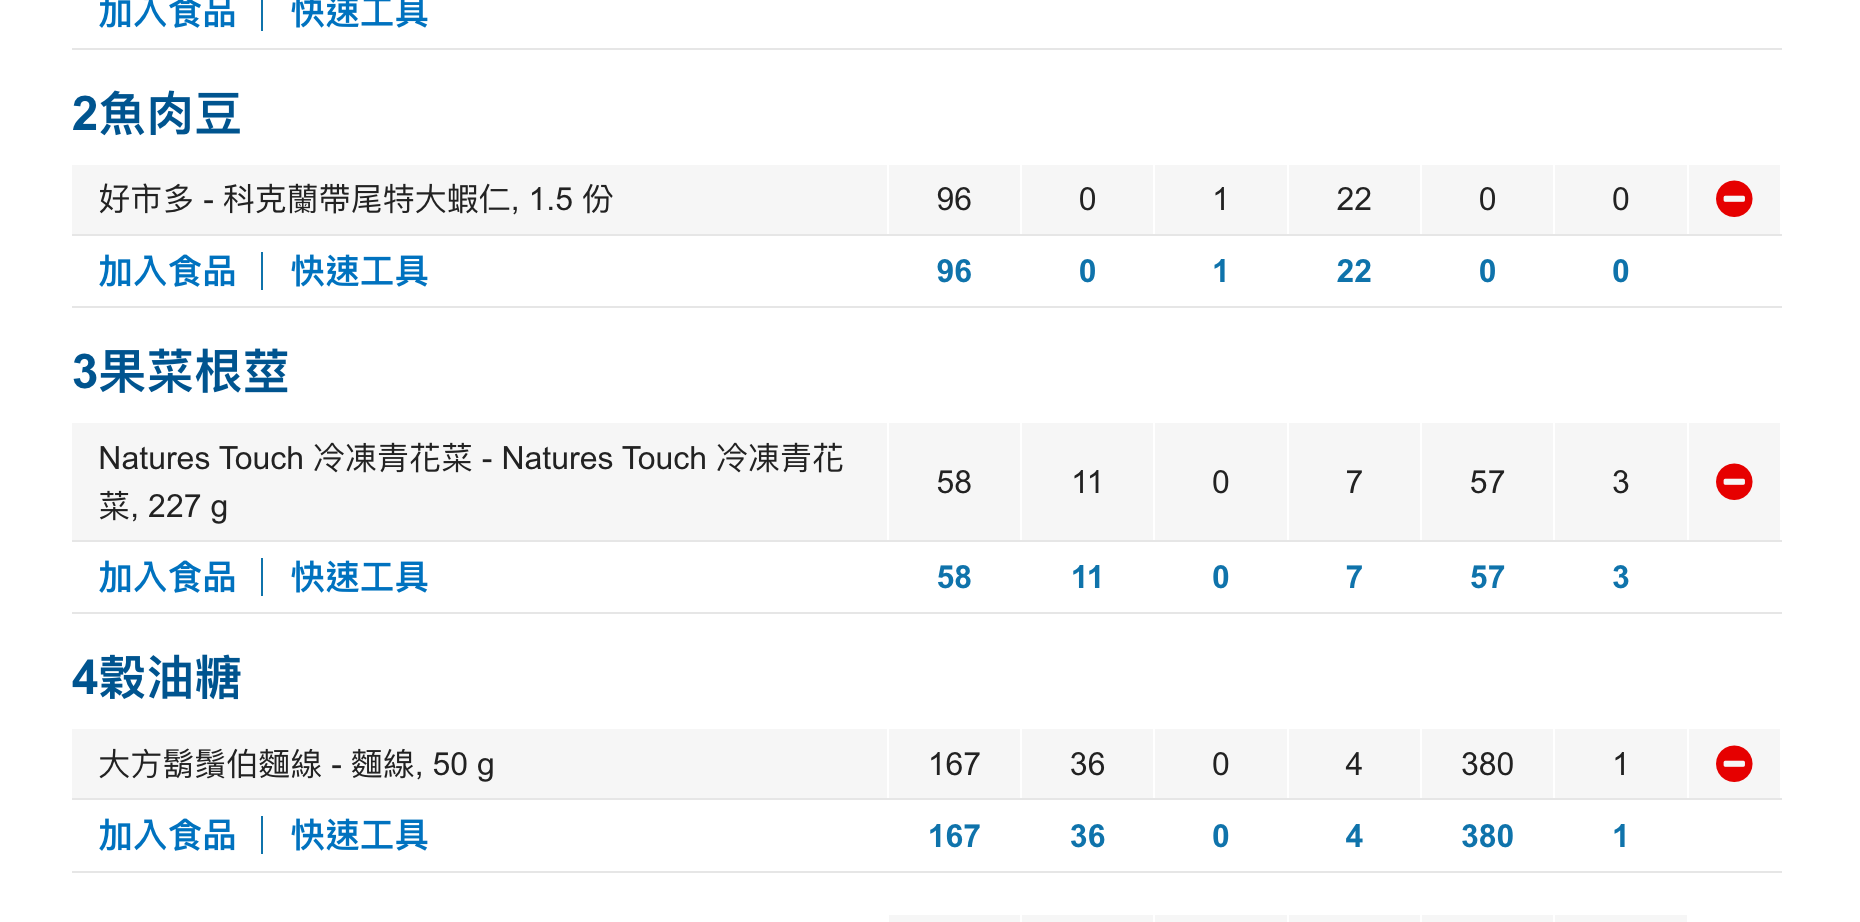 加入食品 | 快速工具
2魚肉豆
好市多 - 科克蘭帶尾特大蝦仁, 1.5 份 96 0 1 22 0 0
加入食品 | 快速工具 96 0 1 22 0 0
3果菜根莖
Natures Touch 冷凍青花菜 - Natures Touch 冷凍青花
菜, 227 g 58 11 0 7 57 3
加入食品 | 快速工具 58 11 0 7 57 3
4穀油糖
大方鬍鬚伯麵線 - 麵線, 50 g 167 36 0 4 380 1
加入食品 | 快速工具 167 36 0 4 380 1